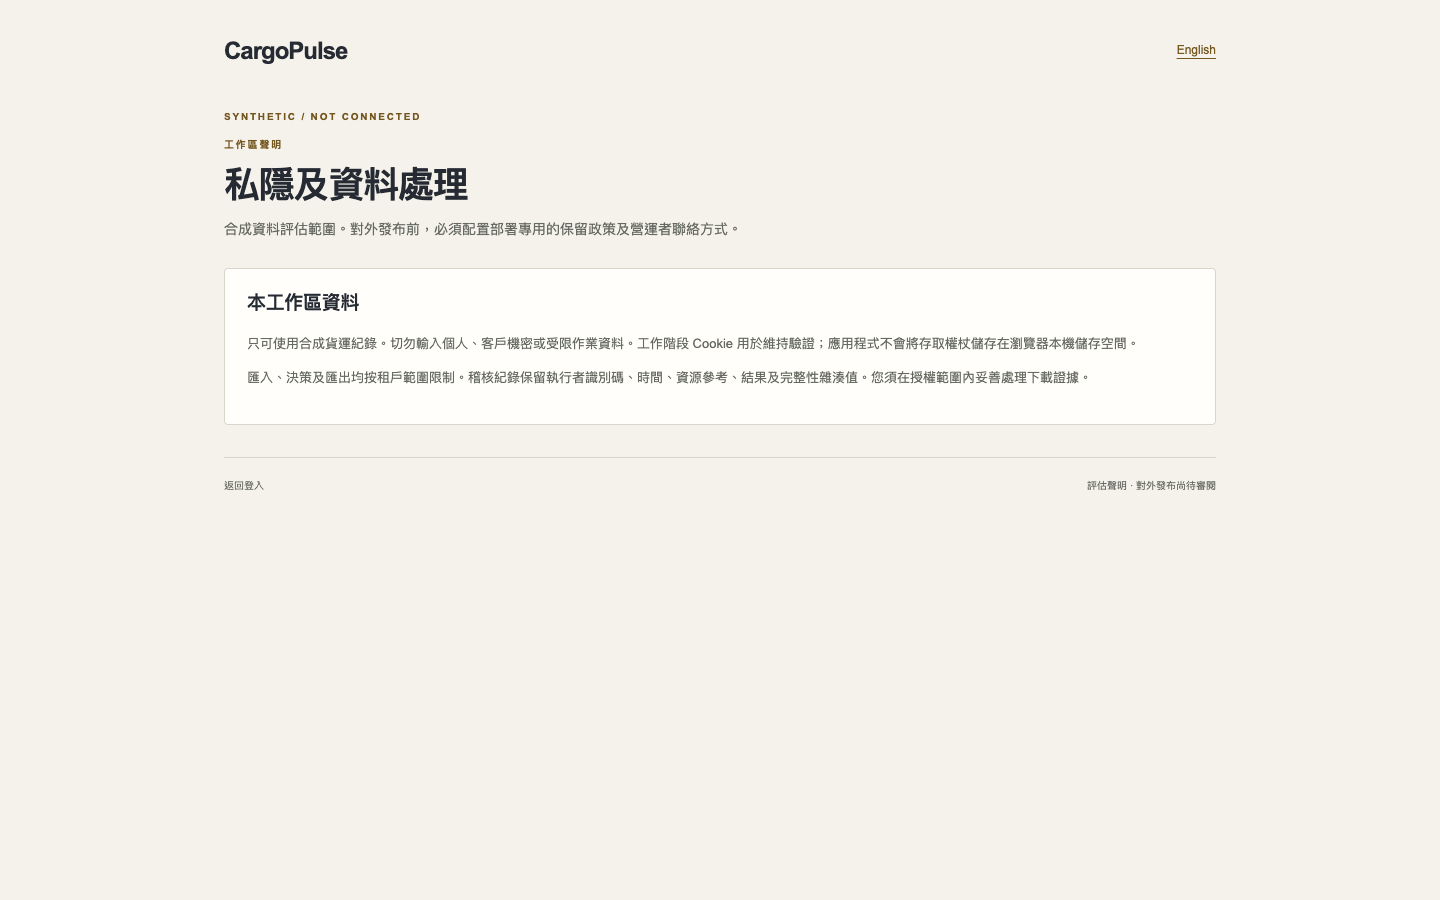 CargoPulse
English
SYNTHETIC / NOT CONNECTED
工作區聲明
私隱及資料處理
合成資料評估範圍。對外發布前，必須配置部署專用的保留政策及營運者聯絡方式。
本工作區資料
只可使用合成貨運紀錄。切勿輸入個人、客戶機密或受限作業資料。工作階段 Cookie 用於維持驗證；應用程式不會將存取權杖儲存在瀏覽器本機儲存空間。
匯入、決策及匯出均按租戶範圍限制。稽核紀錄保留執行者識別碼、時間、資源參考、結果及完整性雜湊值。您須在授權範圍內妥善處理下載證據。
返回登入
評估聲明 · 對外發布尚待審閱